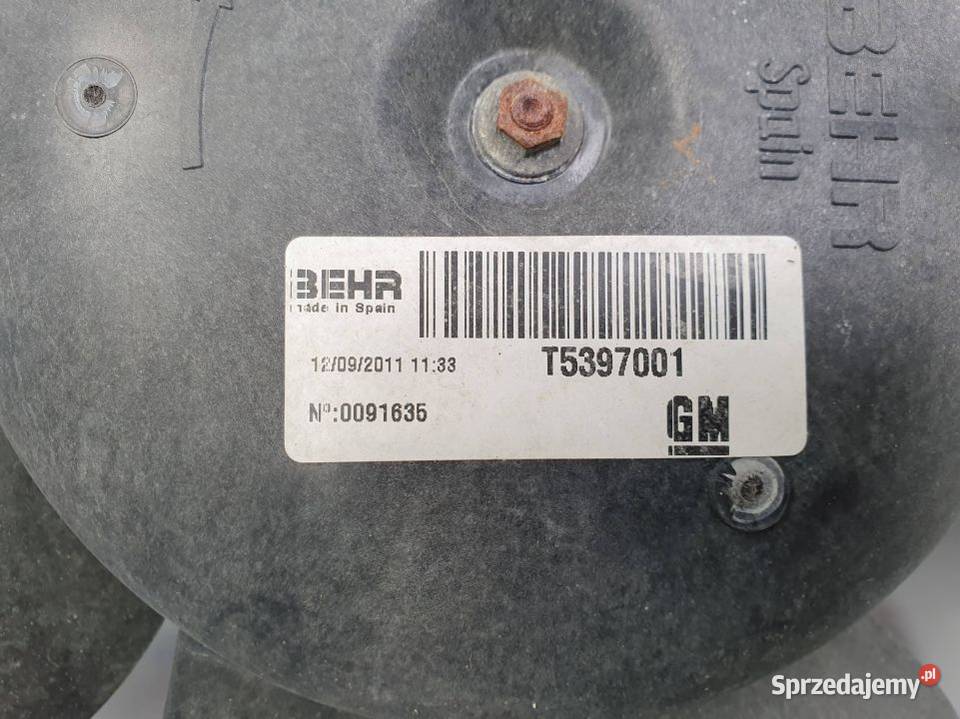 BEHR
Spain
BEHR
made in Spain
12/09/2011 11:33
T5397001
Nº:0091635
GM
Sprzedajemy.pl